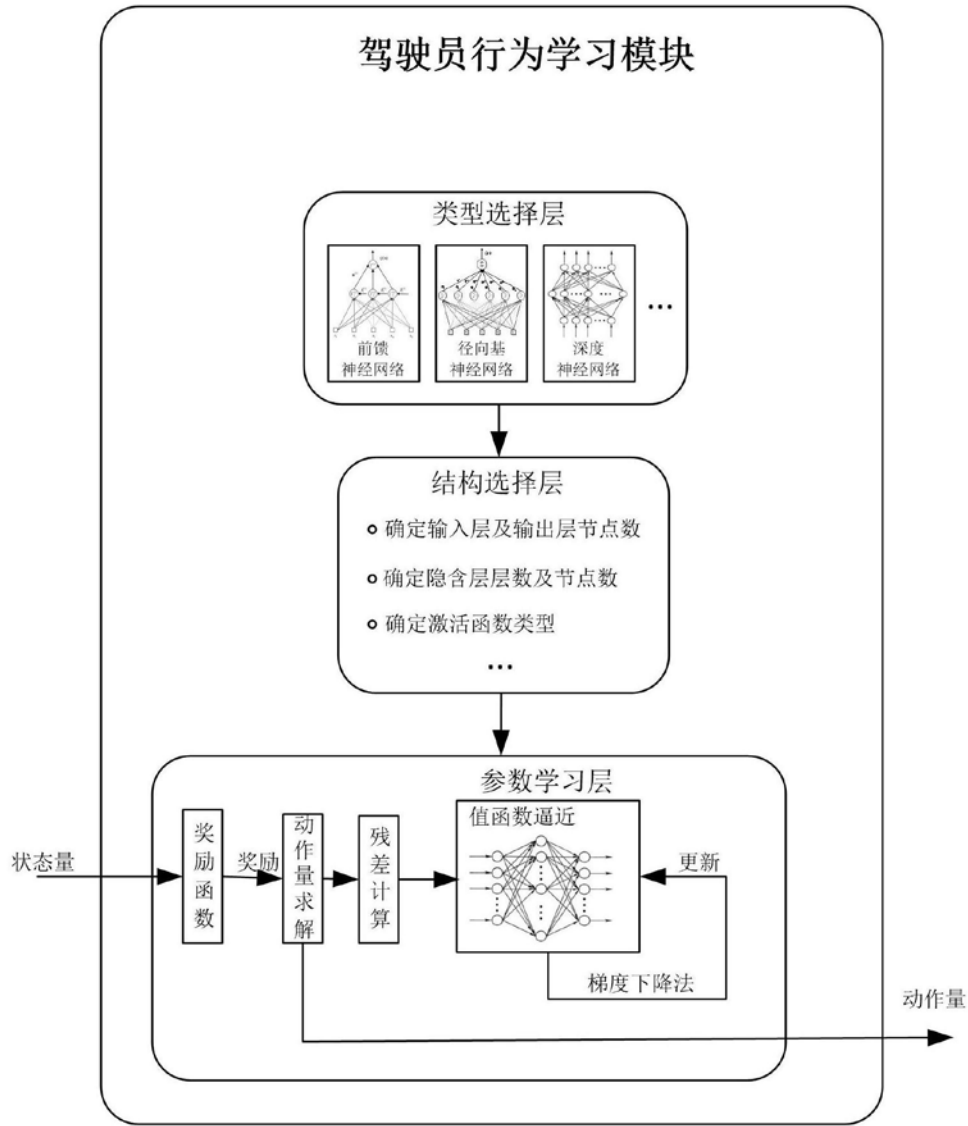 驾驶员行为学习模块
类型选择层
前馈
神经网络
径向基
神经网络
深度
神经网络
...
结构选择层
确定输入层及输出层节点数
确定隐含层层数及节点数
确定激活函数类型
...
参数学习层
状态量
奖励函数
奖励
动作量求解
残差计算
值函数逼近
更新
梯度下降法
动作量